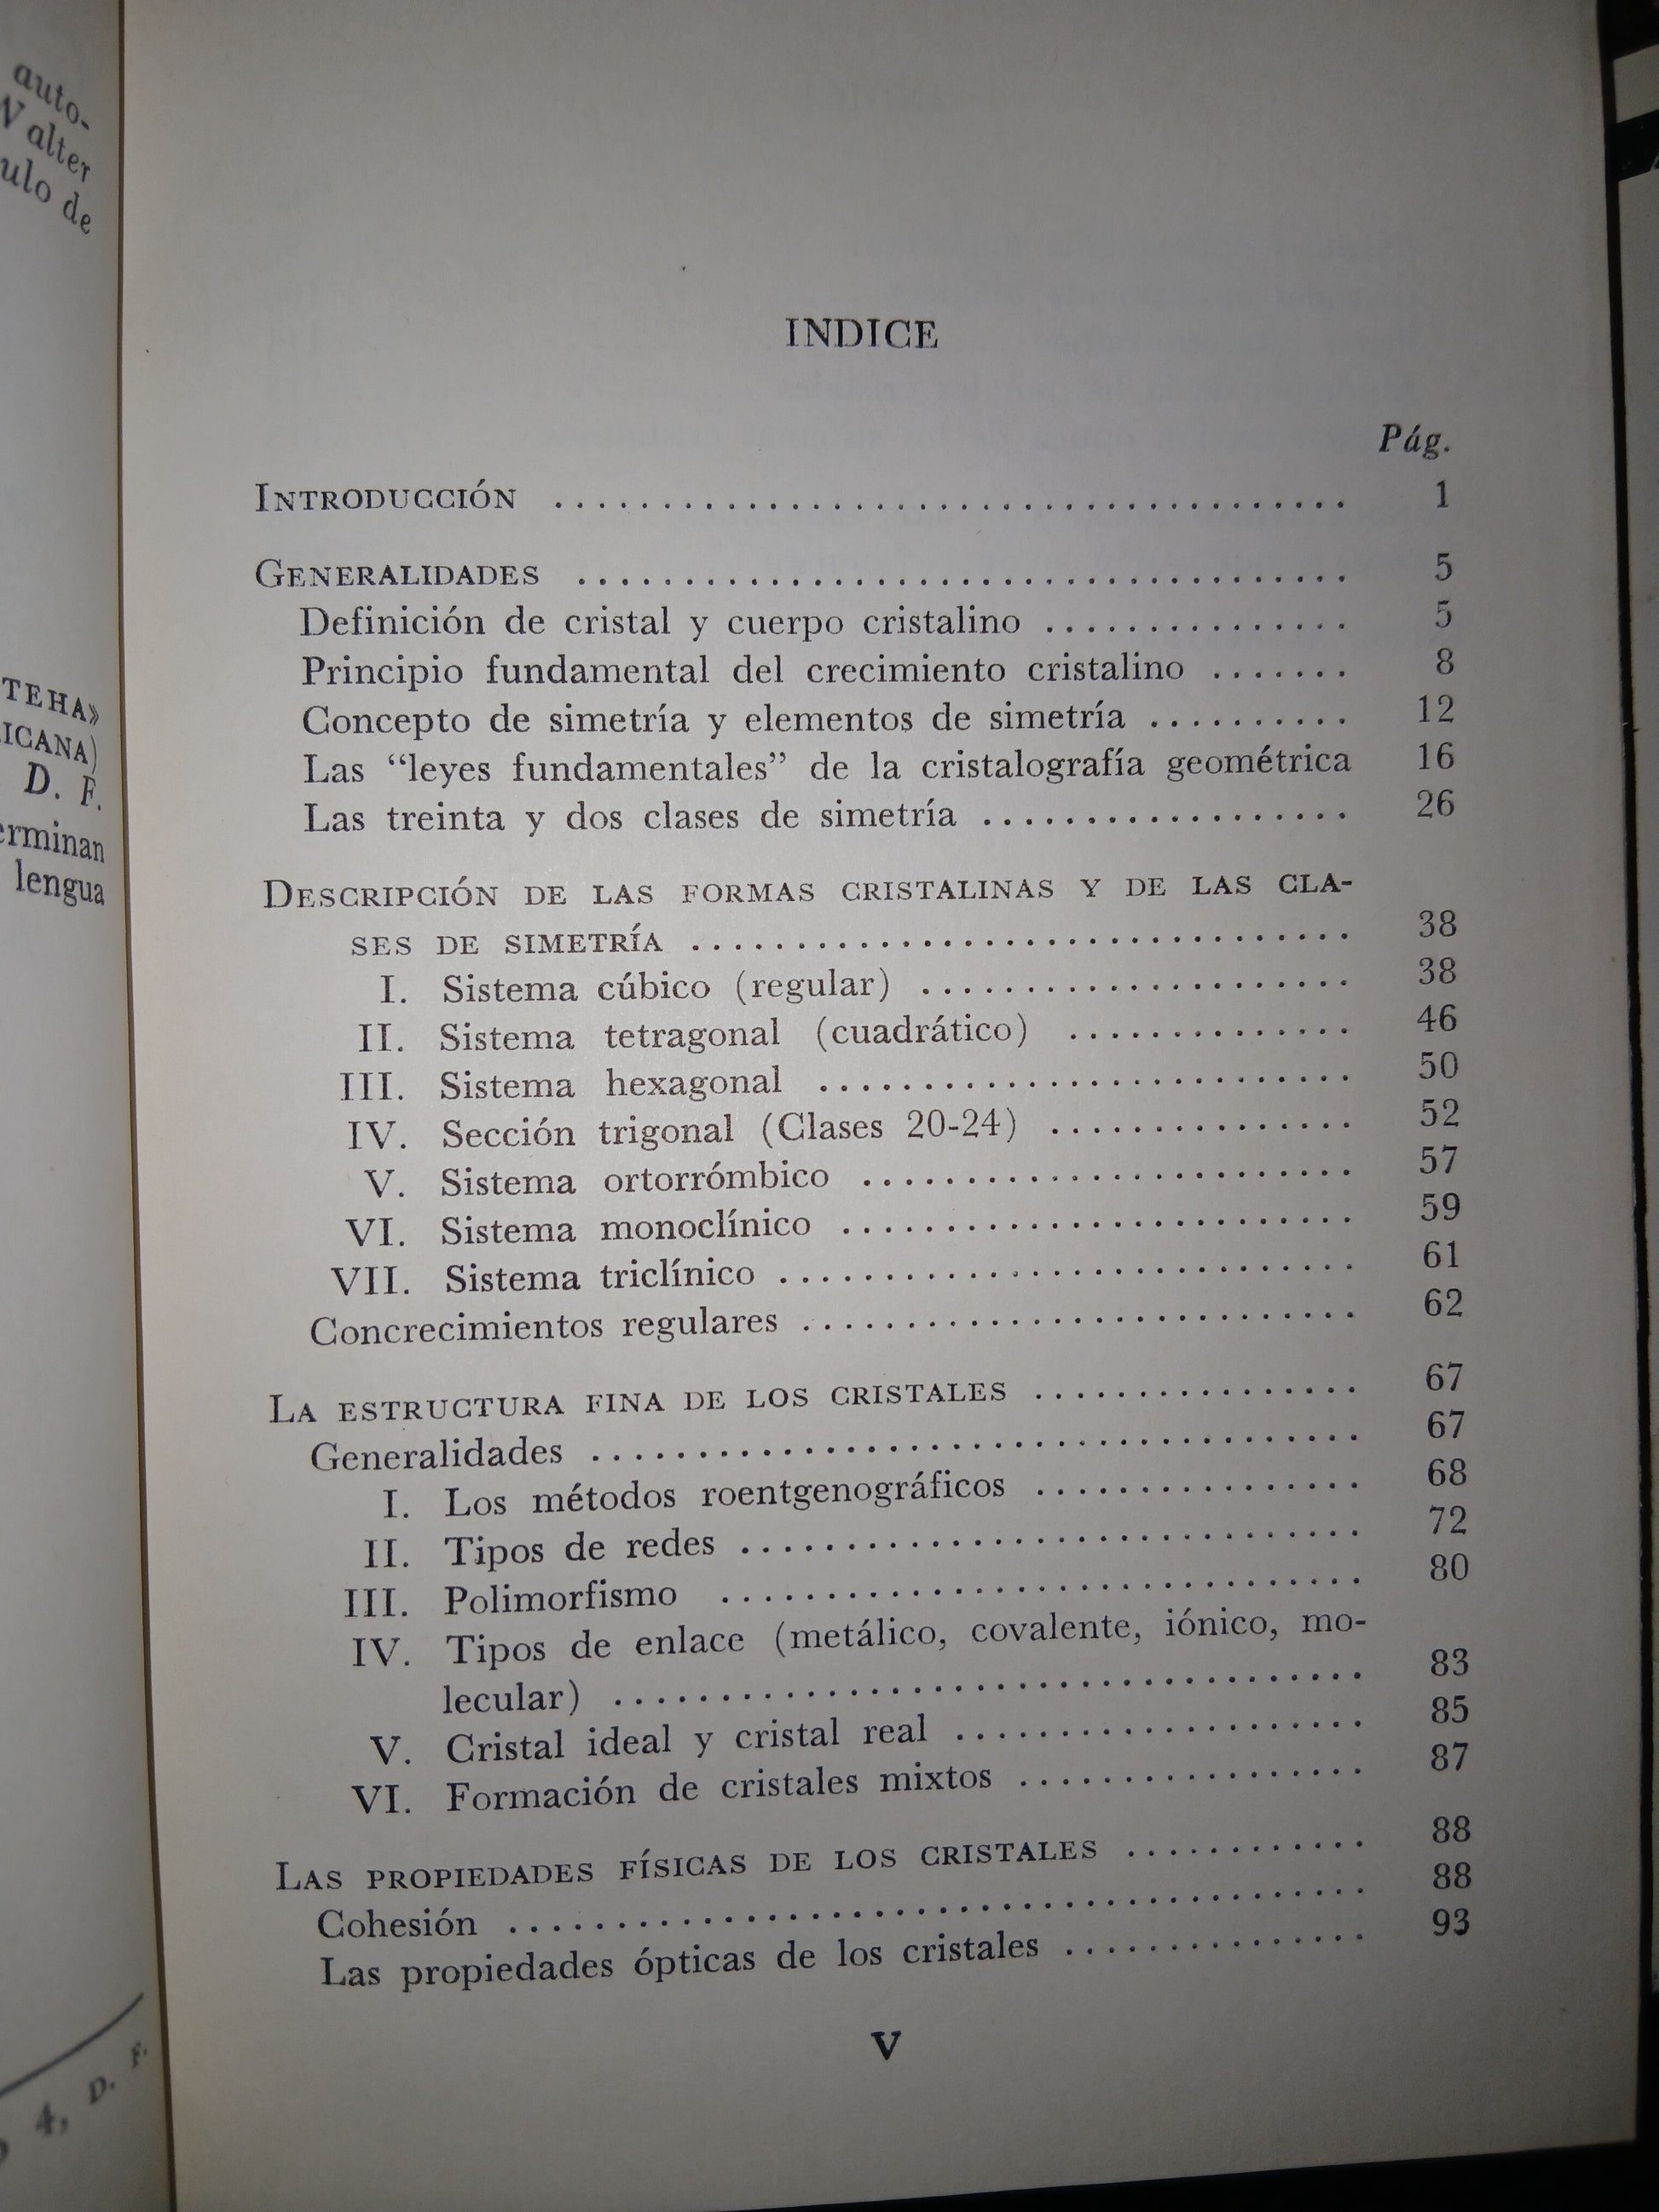 auto-
Walter
ulo de
TEHA»
ICANA)
D. F.
erminan
lengua
4, D. F.
INDICE
Pág.
INTRODUCCIÓN ..................................... 1
GENERALIDADES .................................... 5
Definición de cristal y cuerpo cristalino ............... 5
Principio fundamental del crecimiento cristalino ....... 8
Concepto de simetría y elementos de simetría .......... 12
Las “leyes fundamentales” de la cristalografía geométrica 16
Las treinta y dos clases de simetría .................. 26
DESCRIPCIÓN DE LAS FORMAS CRISTALINAS Y DE LAS CLA-
SES DE SIMETRÍA ................................ 38
I. Sistema cúbico (regular) ..................... 38
II. Sistema tetragonal (cuadrático) .............. 46
III. Sistema hexagonal .......................... 50
IV. Sección trigonal (Clases 20-24) ............... 52
V. Sistema ortorrómbico ........................ 57
VI. Sistema monoclínico ......................... 59
VII. Sistema triclínico ............................ 61
Concrecimientos regulares ........................... 62
LA ESTRUCTURA FINA DE LOS CRISTALES ................ 67
Generalidades ..................................... 67
I. Los métodos roentgenográficos ................ 68
II. Tipos de redes .............................. 72
III. Polimorfismo ............................... 80
IV. Tipos de enlace (metálico, covalente, iónico, mo-
lecular) .................................... 83
V. Cristal ideal y cristal real .................... 85
VI. Formación de cristales mixtos ................. 87
LAS PROPIEDADES FÍSICAS DE LOS CRISTALES ............ 88
Cohesión ......................................... 88
Las propiedades ópticas de los cristales ............... 93
V